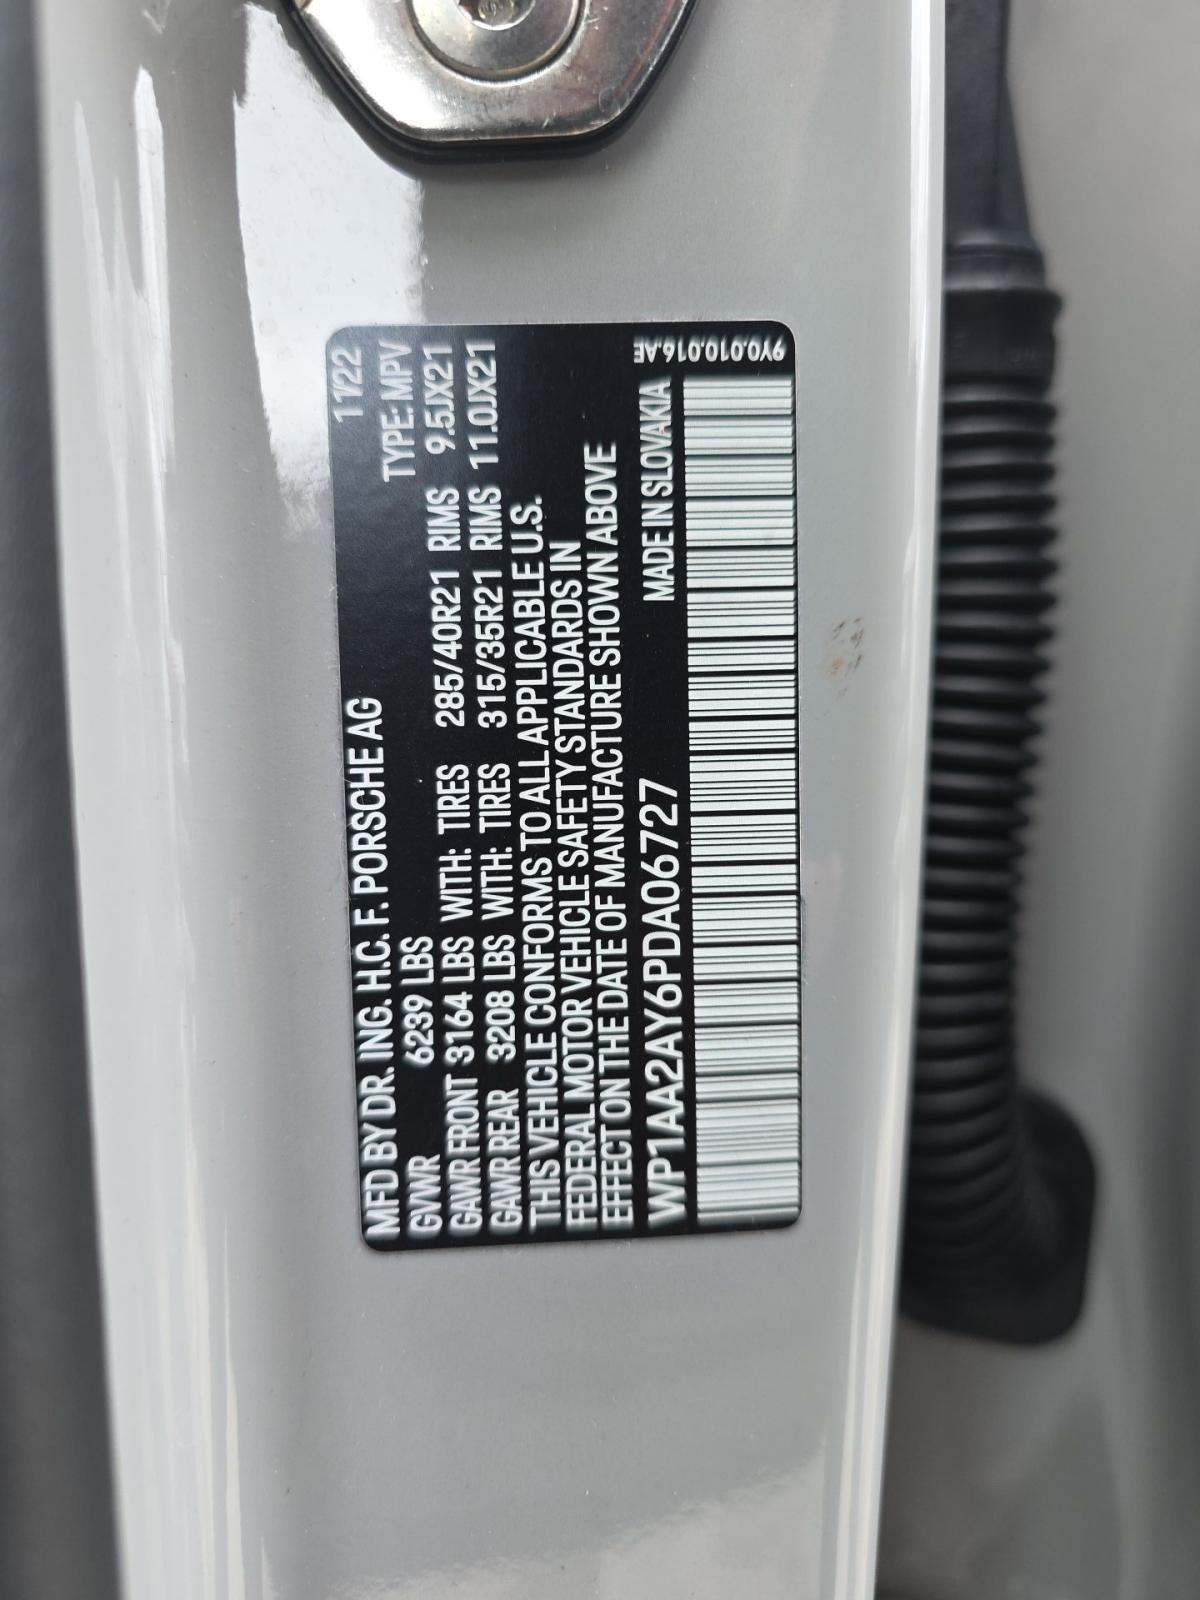 MFD BY DR. ING. H.C. F. PORSCHE AG 11/22
GVWR 6239 LBS TYPE: MPV
GAWR FRONT 3164 LBS WITH: TIRES 285/40R21 RIMS 9.5JX21
GAWR REAR 3208 LBS WITH: TIRES 315/35R21 RIMS 11.0JX21
THIS VEHICLE CONFORMS TO ALL APPLICABLE U.S.
FEDERAL MOTOR VEHICLE SAFETY STANDARDS IN
EFFECT ON THE DATE OF MANUFACTURE SHOWN ABOVE
WP1AA2AY6PDA06727 MADE IN SLOVAKIA
9Y0.010.016.AE